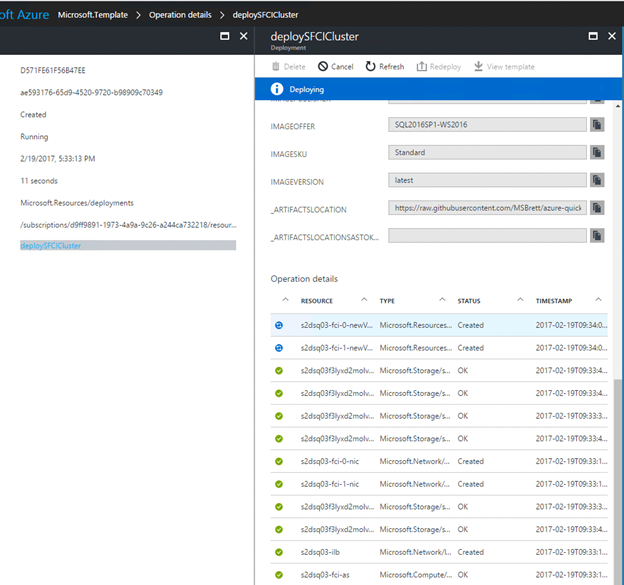 oft Azure Microsoft.Template > Operation details > deploySFCICluster
D571FE61F56B47EE
ae593176-65d9-4520-9720-b98909c70349
Created
Running
2/19/2017, 5:33:13 PM
11 seconds
Microsoft.Resources/deployments
/subscriptions/d9ff9891-1973-4a9a-9c26-a244ca732218/resour...
deploySFCICluster
deploySFCICluster
Deployment
Delete Cancel Refresh Redeploy View template
Deploying
IMAGEOFFER SQL2016SP1-WS2016
IMAGESKU Standard
IMAGEVERSION latest
_ARTIFACTSLOCATION https://raw.githubusercontent.com/MSBrett/azure-quick
_ARTIFACTSLOCATIONSASTOK...
Operation details
RESOURCE TYPE STATUS TIMESTAMP
s2dsq03-fci-0-newV... Microsoft.Resources... Created 2017-02-19T09:34:0...
s2dsq03-fci-1-newV... Microsoft.Resources... Created 2017-02-19T09:34:0...
s2dsq03f3lyxd2molv... Microsoft.Storage/s... OK 2017-02-19T09:33:4...
s2dsq03f3lyxd2molv... Microsoft.Storage/s... OK 2017-02-19T09:33:4...
s2dsq03f3lyxd2molv... Microsoft.Storage/s... OK 2017-02-19T09:33:3...
s2dsq03f3lyxd2molv... Microsoft.Storage/s... OK 2017-02-19T09:33:4...
s2dsq03-fci-0-nic Microsoft.Network/... Created 2017-02-19T09:33:1...
s2dsq03-fci-1-nic Microsoft.Network/... Created 2017-02-19T09:33:1...
s2dsq03f3lyxd2molv... Microsoft.Storage/s... OK 2017-02-19T09:33:3...
s2dsq03f3lyxd2molv... Microsoft.Storage/s... OK 2017-02-19T09:33:4...
s2dsq03-ilb Microsoft.Network/l... Created 2017-02-19T09:33:1...
s2dsq03-fci-as Microsoft.Compute/... OK 2017-02-19T09:33:1...